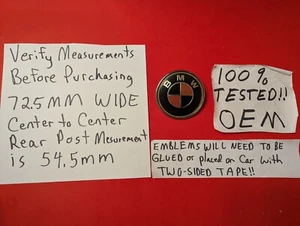 Verify Measurements
Before Purchasing
72.5MM WIDE
Center to Center
Rear Post Mesurement
is 54.5mm
BMW
100%
TESTED!!
OEM
EMBLEMS WILL NEED TO BE
GLUED or placed on Car with
TWO-SIDED TAPE!!